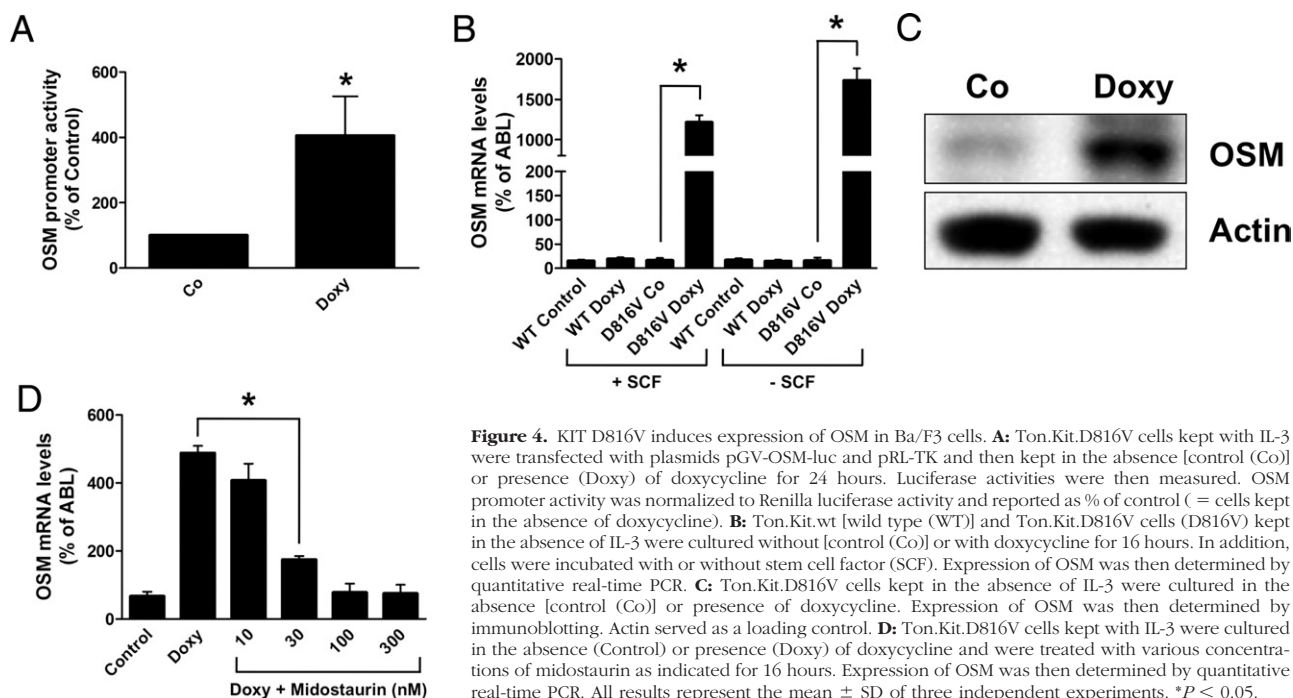 A
OSM promoter activity
(% of Control)
600
400
200
0
*
Co
Doxy
B
OSM mRNA levels
(% of ABL)
2000
1500
1000
200
150
100
50
0
*
*
WT Control
WT Doxy
D816V Co
D816V Doxy
WT Control
WT Doxy
D816V Co
D816V Doxy
+ SCF
- SCF
C
Co
Doxy
OSM
Actin
D
OSM mRNA levels
(% of ABL)
600
400
200
0
*
Control
Doxy
10
30
100
300
Doxy + Midostaurin (nM)
Figure 4. KIT D816V induces expression of OSM in Ba/F3 cells. A: Ton.Kit.D816V cells kept with IL-3
were transfected with plasmids pGV-OSM-luc and pRL-TK and then kept in the absence [control (Co)]
or presence (Doxy) of doxycycline for 24 hours. Luciferase activities were then measured. OSM
promoter activity was normalized to Renilla luciferase activity and reported as % of control ( = cells kept
in the absence of doxycycline). B: Ton.Kit.wt [wild type (WT)] and Ton.Kit.D816V cells (D816V) kept
in the absence of IL-3 were cultured without [control (Co)] or with doxycycline for 16 hours. In addition,
cells were incubated with or without stem cell factor (SCF). Expression of OSM was then determined by
quantitative real-time PCR. C: Ton.Kit.D816V cells kept in the absence of IL-3 were cultured in the
absence [control (Co)] or presence of doxycycline. Expression of OSM was then determined by
immunoblotting. Actin served as a loading control. D: Ton.Kit.D816V cells kept with IL-3 were cultured
in the absence (Control) or presence (Doxy) of doxycycline and were treated with various concentra-
tions of midostaurin as indicated for 16 hours. Expression of OSM was then determined by quantitative
real-time PCR. All results represent the mean ± SD of three independent experiments. *P < 0.05.